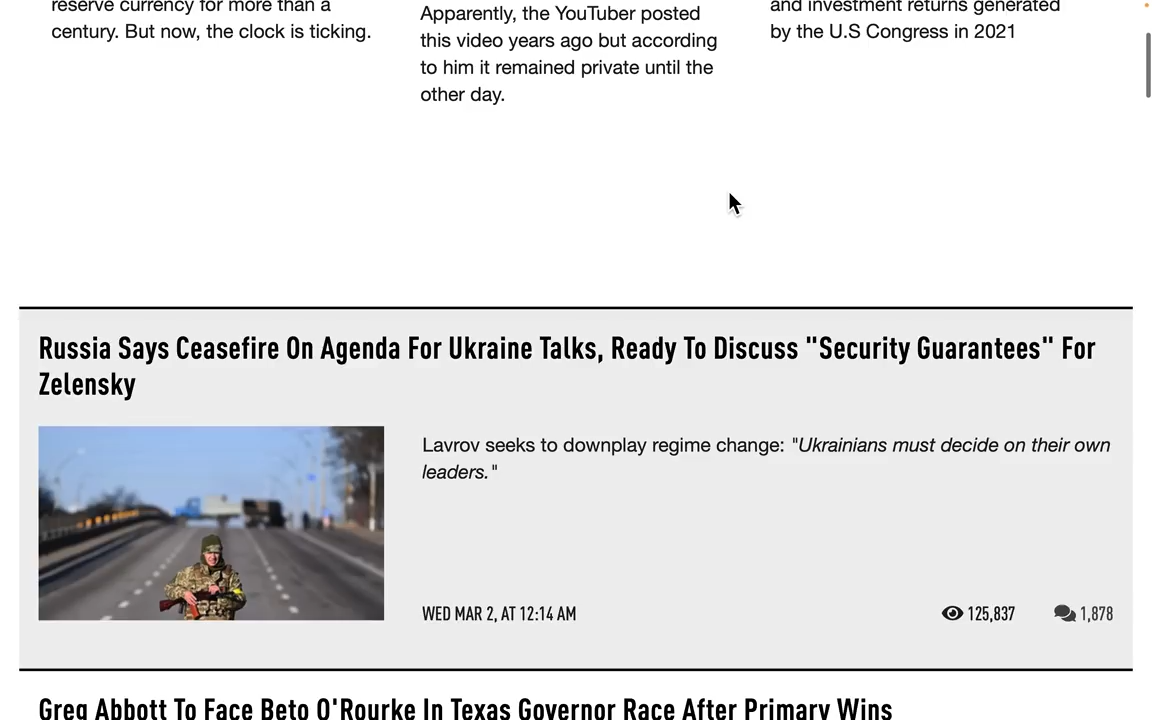 reserve currency for more than a
century. But now, the clock is ticking.
Apparently, the YouTuber posted
this video years ago but according
to him it remained private until the
other day.
and investment returns generated
by the U.S Congress in 2021
Russia Says Ceasefire On Agenda For Ukraine Talks, Ready To Discuss "Security Guarantees" For
Zelensky
Lavrov seeks to downplay regime change: "Ukrainians must decide on their own
leaders."
WED MAR 2, AT 12:14 AM
125,837
1,878
Greg Abbott To Face Beto O'Rourke In Texas Governor Race After Primary Wins